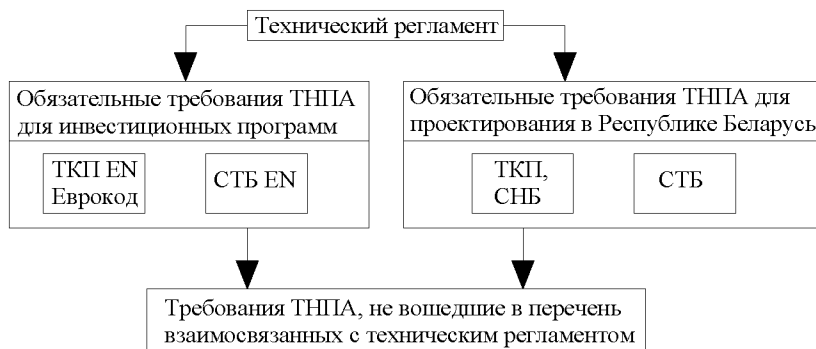 Технический регламент
Обязательные требования ТНПА
для инвестиционных программ
ТКП EN
Еврокод
СТБ EN
Обязательные требования ТНПА для
проектирования в Республике Беларусь
ТКП,
СНБ
СТБ
Требования ТНПА, не вошедшие в перечень
взаимосвязанных с техническим регламентом